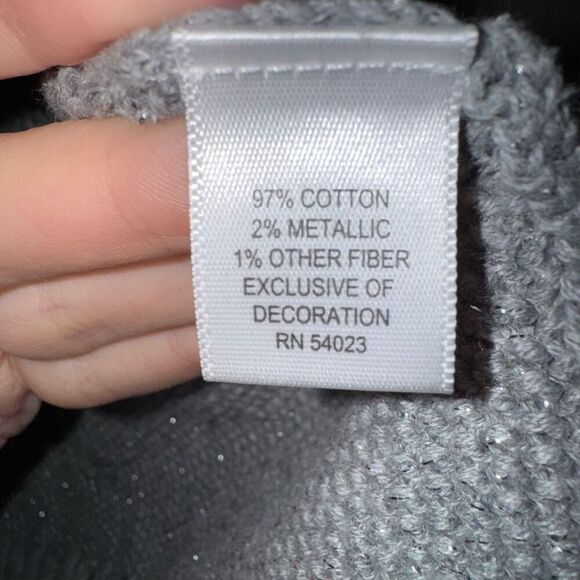 97% COTTON
2% METALLIC
1% OTHER FIBER
EXCLUSIVE OF
DECORATION
RN 54023